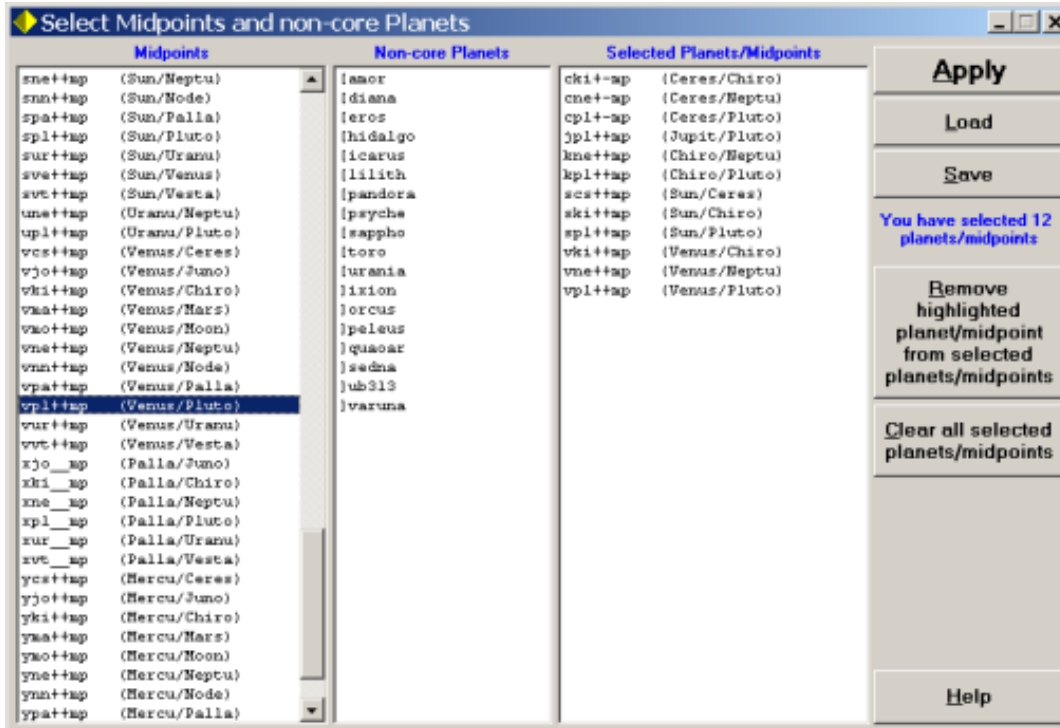 Select Midpoints and non-core Planets
Midpoints
sne++mp (Sun/Neptu)
snn++mp (Sun/Node)
spa++mp (Sun/Palla)
spl++mp (Sun/Pluto)
sur++mp (Sun/Uranu)
sve++mp (Sun/Venus)
svt++mp (Sun/Vesta)
une++mp (Uranu/Neptu)
upl++mp (Uranu/Pluto)
vcs++mp (Venus/Ceres)
vjo++mp (Venus/Juno)
vki++mp (Venus/Chiro)
vma++mp (Venus/Mars)
vmo++mp (Venus/Moon)
vne++mp (Venus/Neptu)
vnn++mp (Venus/Node)
vpa++mp (Venus/Palla)
vpl++mp (Venus/Pluto)
vur++mp (Venus/Uranu)
vvt++mp (Venus/Vesta)
xjo__mp (Palla/Juno)
xki__mp (Palla/Chiro)
xne__mp (Palla/Neptu)
xpl__mp (Palla/Pluto)
xur__mp (Palla/Uranu)
xvt__mp (Palla/Vesta)
ycs++mp (Mercu/Ceres)
yjo++mp (Mercu/Juno)
yki++mp (Mercu/Chiro)
yma++mp (Mercu/Mars)
ymo++mp (Mercu/Moon)
yne++mp (Mercu/Neptu)
ynn++mp (Mercu/Node)
ypa++mp (Mercu/Palla)
Non-core Planets
[amor
[diana
[eros
[hidalgo
[icarus
[lilith
[pandora
[psyche
[sappho
[toro
[urania
]ixion
]orcus
]peleus
]quaoar
]sedna
]ub313
]varuna
Selected Planets/Midpoints
cki+-mp (Ceres/Chiro)
cne+-mp (Ceres/Neptu)
cpl+-mp (Ceres/Pluto)
jpl++mp (Jupit/Pluto)
kne++mp (Chiro/Neptu)
kpl++mp (Chiro/Pluto)
scs++mp (Sun/Ceres)
ski++mp (Sun/Chiro)
spl++mp (Sun/Pluto)
vki++mp (Venus/Chiro)
vne++mp (Venus/Neptu)
vpl++mp (Venus/Pluto)
Apply
Load
Save
You have selected 12
planets/midpoints
Remove
highlighted
planet/midpoint
from selected
planets/midpoints
Clear all selected
planets/midpoints
Help